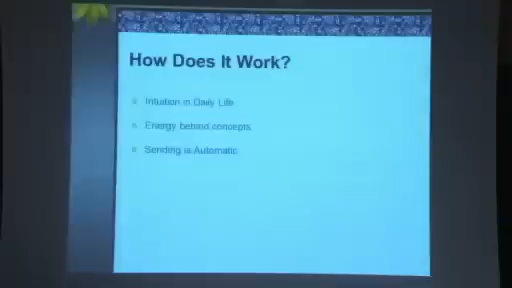 How Does It Work?
Intuition in Daily Life
Energy behind concepts
Sending is Automatic